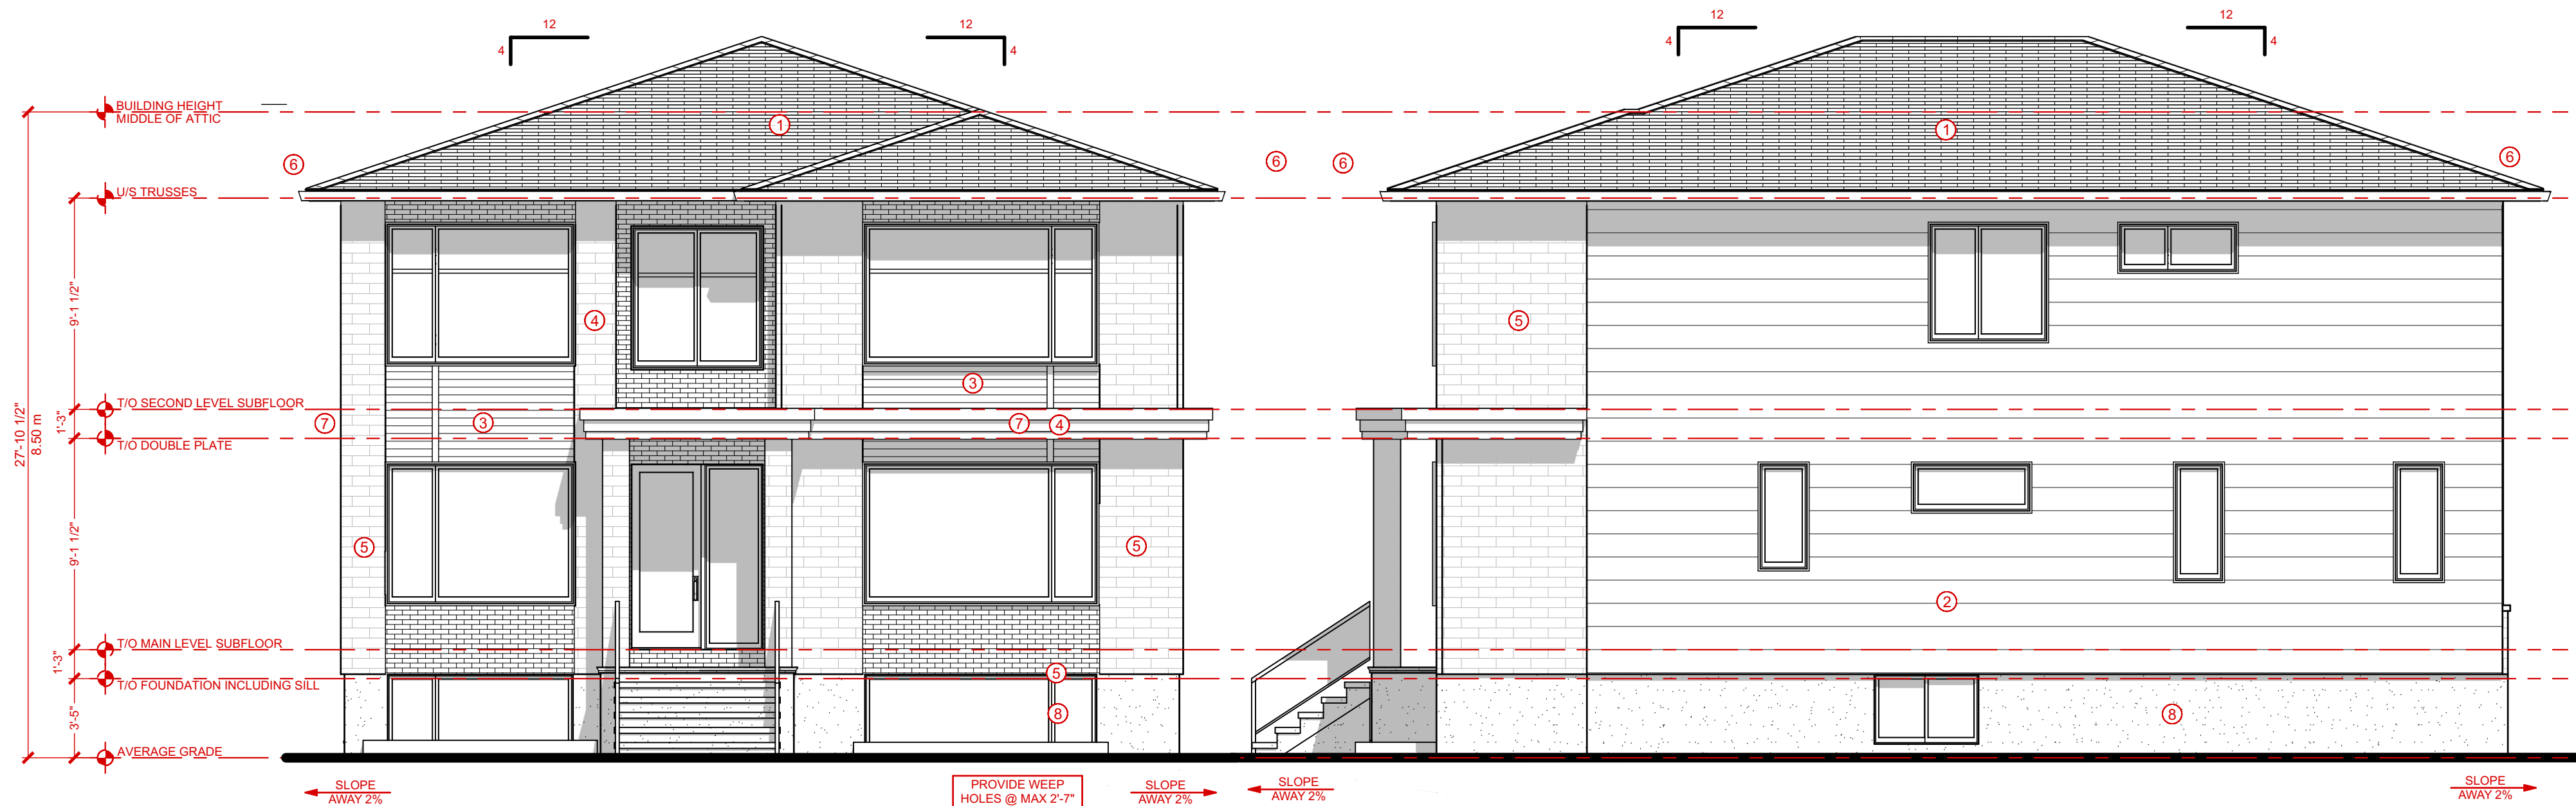 12
4
12
4
12
4
12
4
BUILDING HEIGHT
MIDDLE OF ATTIC
1
1
6
6
6
6
U/S TRUSSES
9'-1 1/2"
4
5
3
T/O SECOND LEVEL SUBFLOOR
27'-10 1/2"
8.50 m
1'-3"
7
3
7
4
T/O DOUBLE PLATE
9'-1 1/2"
5
5
2
T/O MAIN LEVEL SUBFLOOR
1'-3"
5
T/O FOUNDATION INCLUDING SILL
3'-5"
8
8
AVERAGE GRADE
SLOPE
AWAY 2%
PROVIDE WEEP
HOLES @ MAX 2'-7"
SLOPE
AWAY 2%
SLOPE
AWAY 2%
SLOPE
AWAY 2%